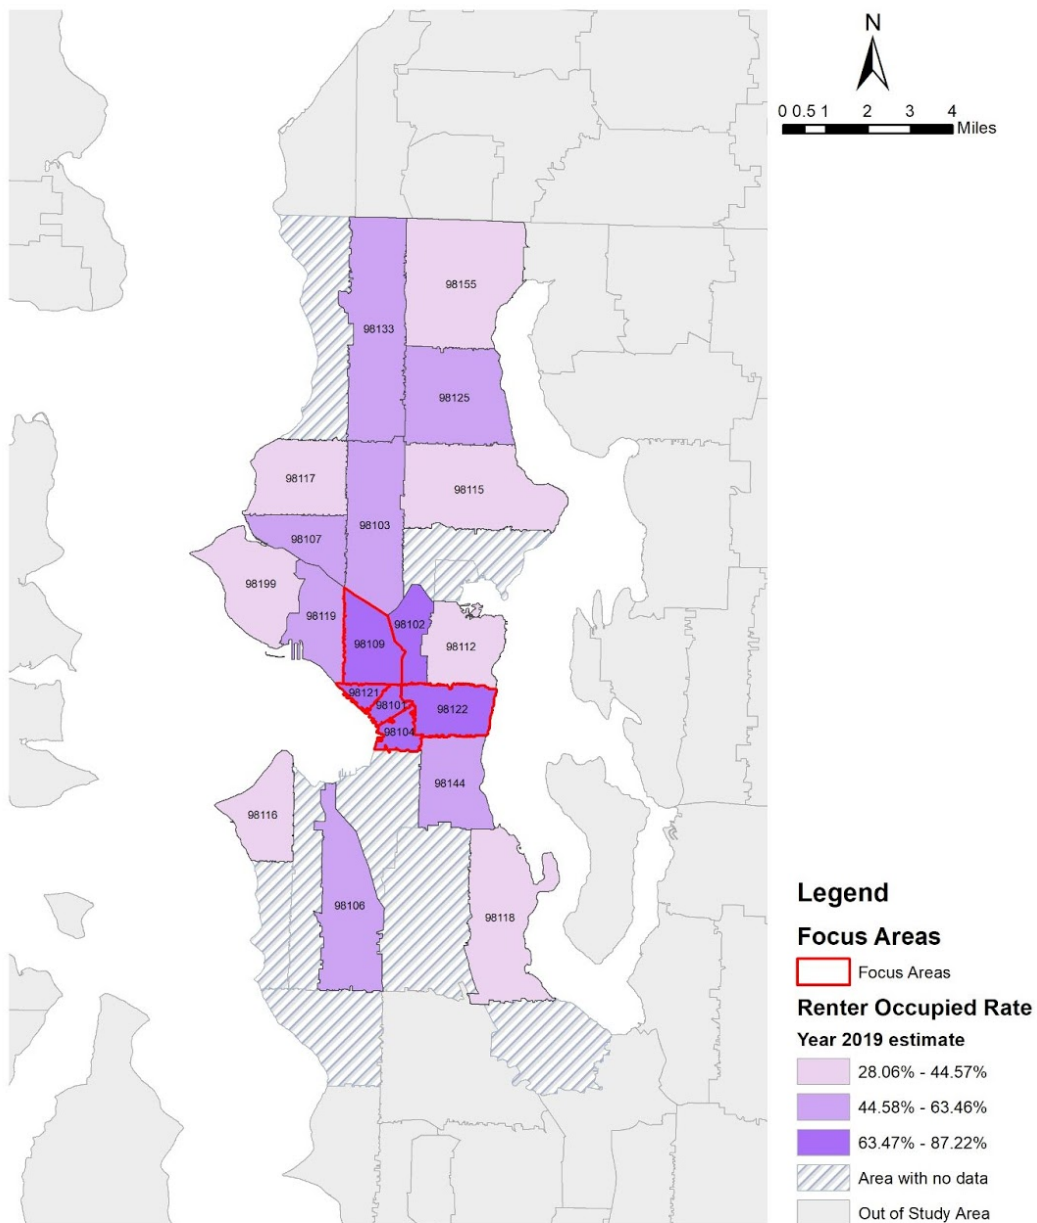 N
0 0.5 1 2 3 4
Miles
98155
98133
98125
98117
98115
98103
98107
98199
98119
98102
98109
98112
98121
98101
98122
98104
98144
98116
98106
98118
Legend
Focus Areas
Focus Areas
Renter Occupied Rate
Year 2019 estimate
28.06% - 44.57%
44.58% - 63.46%
63.47% - 87.22%
Area with no data
Out of Study Area